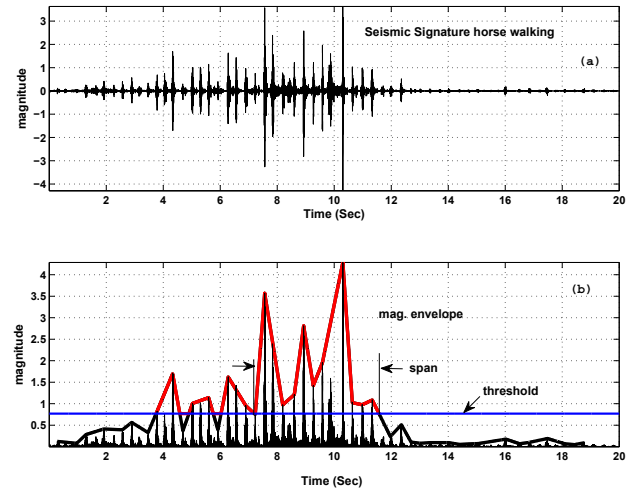 3
2
1
0
−1
−2
−3
−4
magnitude
Seismic Signature horse walking
(a)
2 4 6 8 10 12 14 16 18 20
Time (Sec)
4
3.5
3
2.5
2
1.5
1
0.5
magnitude
(b)
mag. envelope
span
threshold
0 2 4 6 8 10 12 14 16 18 20
Time (Sec)